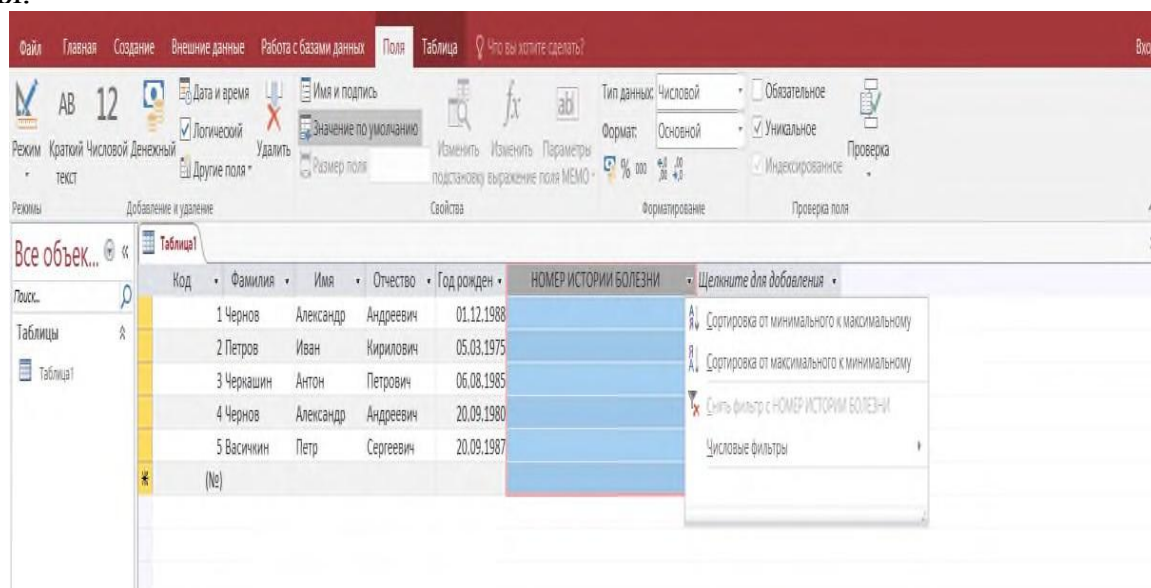 ы.
Файл Главная Создание Внешние данные Работа с базами данных Поля Таблица Что вы хотите сделать? Вхо
Режим
AB
Краткий текст
12
Числовой
Денежный
Дата и время
Логический
Другие поля
Удалить
Имя и подпись
Значение по умолчанию
Размер поля
Изменить подстановку
fx
Изменить выражение
ab
Параметры поля MEMO
Тип данных: Числовой
Формат: Основной
% 000
Обязательное
Уникальное
Индексированное
Проверка
Режимы Добавление и удаление Свойства Форматирование Проверка поля
Все объек... «
Поиск...
Таблицы
Таблица1
Таблица1
Код Фамилия Имя Отчество Год рожден НОМЕР ИСТОРИИ БОЛЕЗНИ Щелкните для добавления
1 Чернов Александр Андреевич 01.12.1988
2 Петров Иван Кирилович 05.03.1975
3 Черкашин Антон Петрович 06.08.1985
4 Чернов Александр Андреевич 20.09.1980
5 Васичкин Петр Сергеевич 20.09.1987
* (№)
Сортировка от минимального к максимальному
Сортировка от максимального к минимальному
Снять фильтр с НОМЕР ИСТОРИИ БОЛЕЗНИ
Числовые фильтры